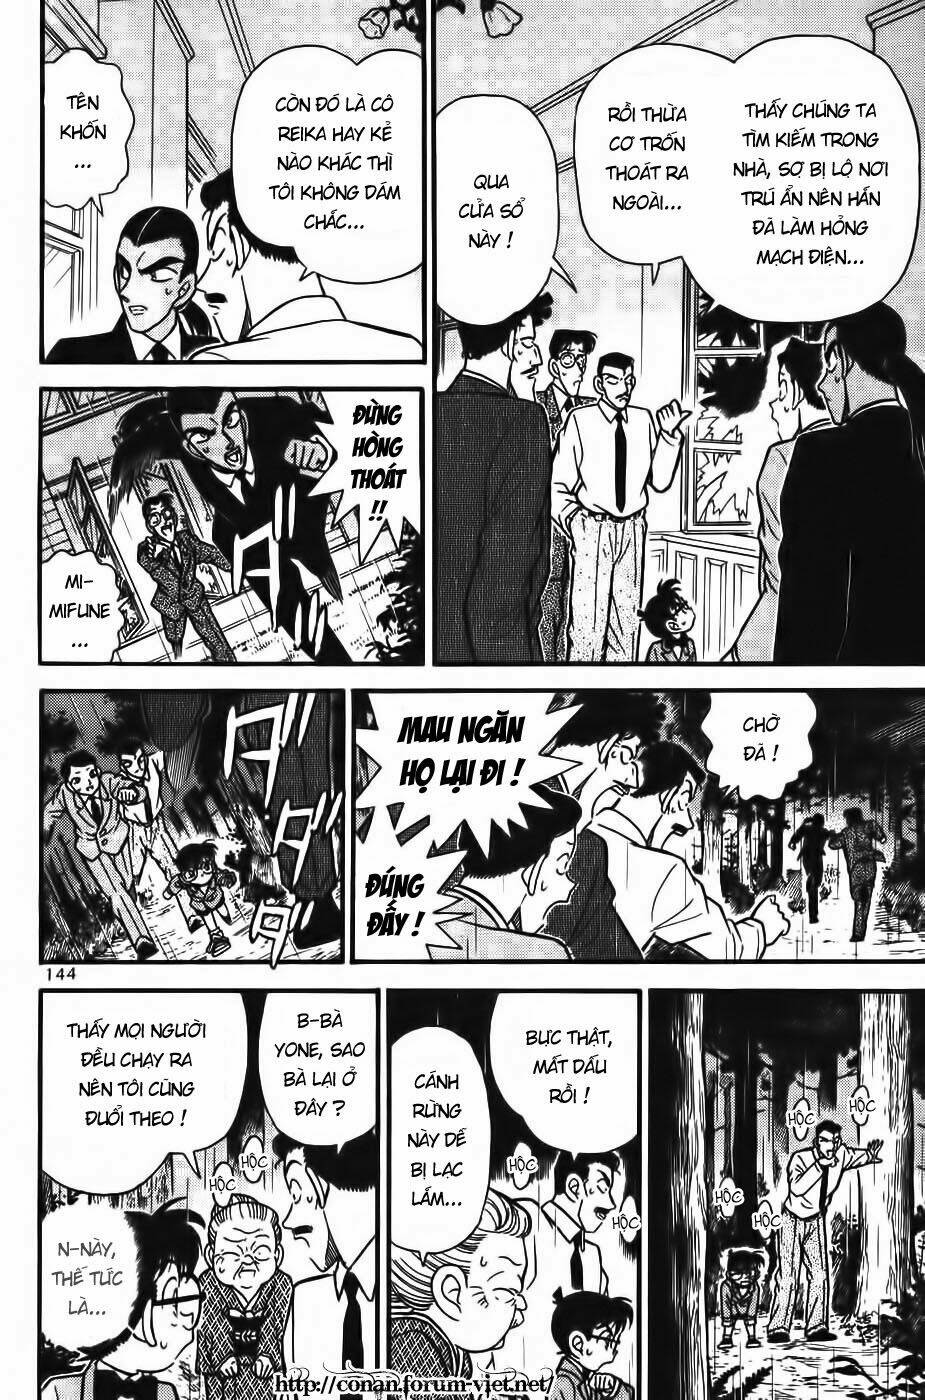 THẤY CHÚNG TA
TÌM KIẾM TRONG
NHÀ, SỢ BỊ LỘ NƠI
TRÚ ẨN NÊN HẮN
ĐÃ LÀM HỎNG
MẠCH ĐIỆN...
RỒI THỪA
CƠ TRỐN
THOÁT RA
NGOÀI...
QUA
CỬA SỔ
NÀY !
CÒN ĐÓ LÀ CÔ
REIKA HAY KẺ
NÀO KHÁC THÌ
TÔI KHÔNG DÁM
CHẮC...
TÊN
KHỐN
...
ĐỪNG
HÒNG
THOÁT
!!
MI-
MIFUNE
...
CHỜ
ĐÃ !
MAU NGĂN
HỌ LẠI ĐI !
ĐÚNG
ĐẤY !
144
HỘC
HỘC
HỘC
HỘC
BỰC THẬT,
MẤT DẤU
RỒI !
CÁNH
RỪNG
NÀY DỄ
BỊ LẠC
LẮM...
HỘC
HỘC
B-BÀ
YONE, SAO
BÀ LẠI Ở
ĐÂY ?
THẤY MỌI NGƯỜI
ĐỀU CHẠY RA
NÊN TÔI CŨNG
ĐUỔI THEO !
HỘC
HỘC
HỘC
N-NÀY,
THẾ TỨC
LÀ...
http://conan.forum-viet.net